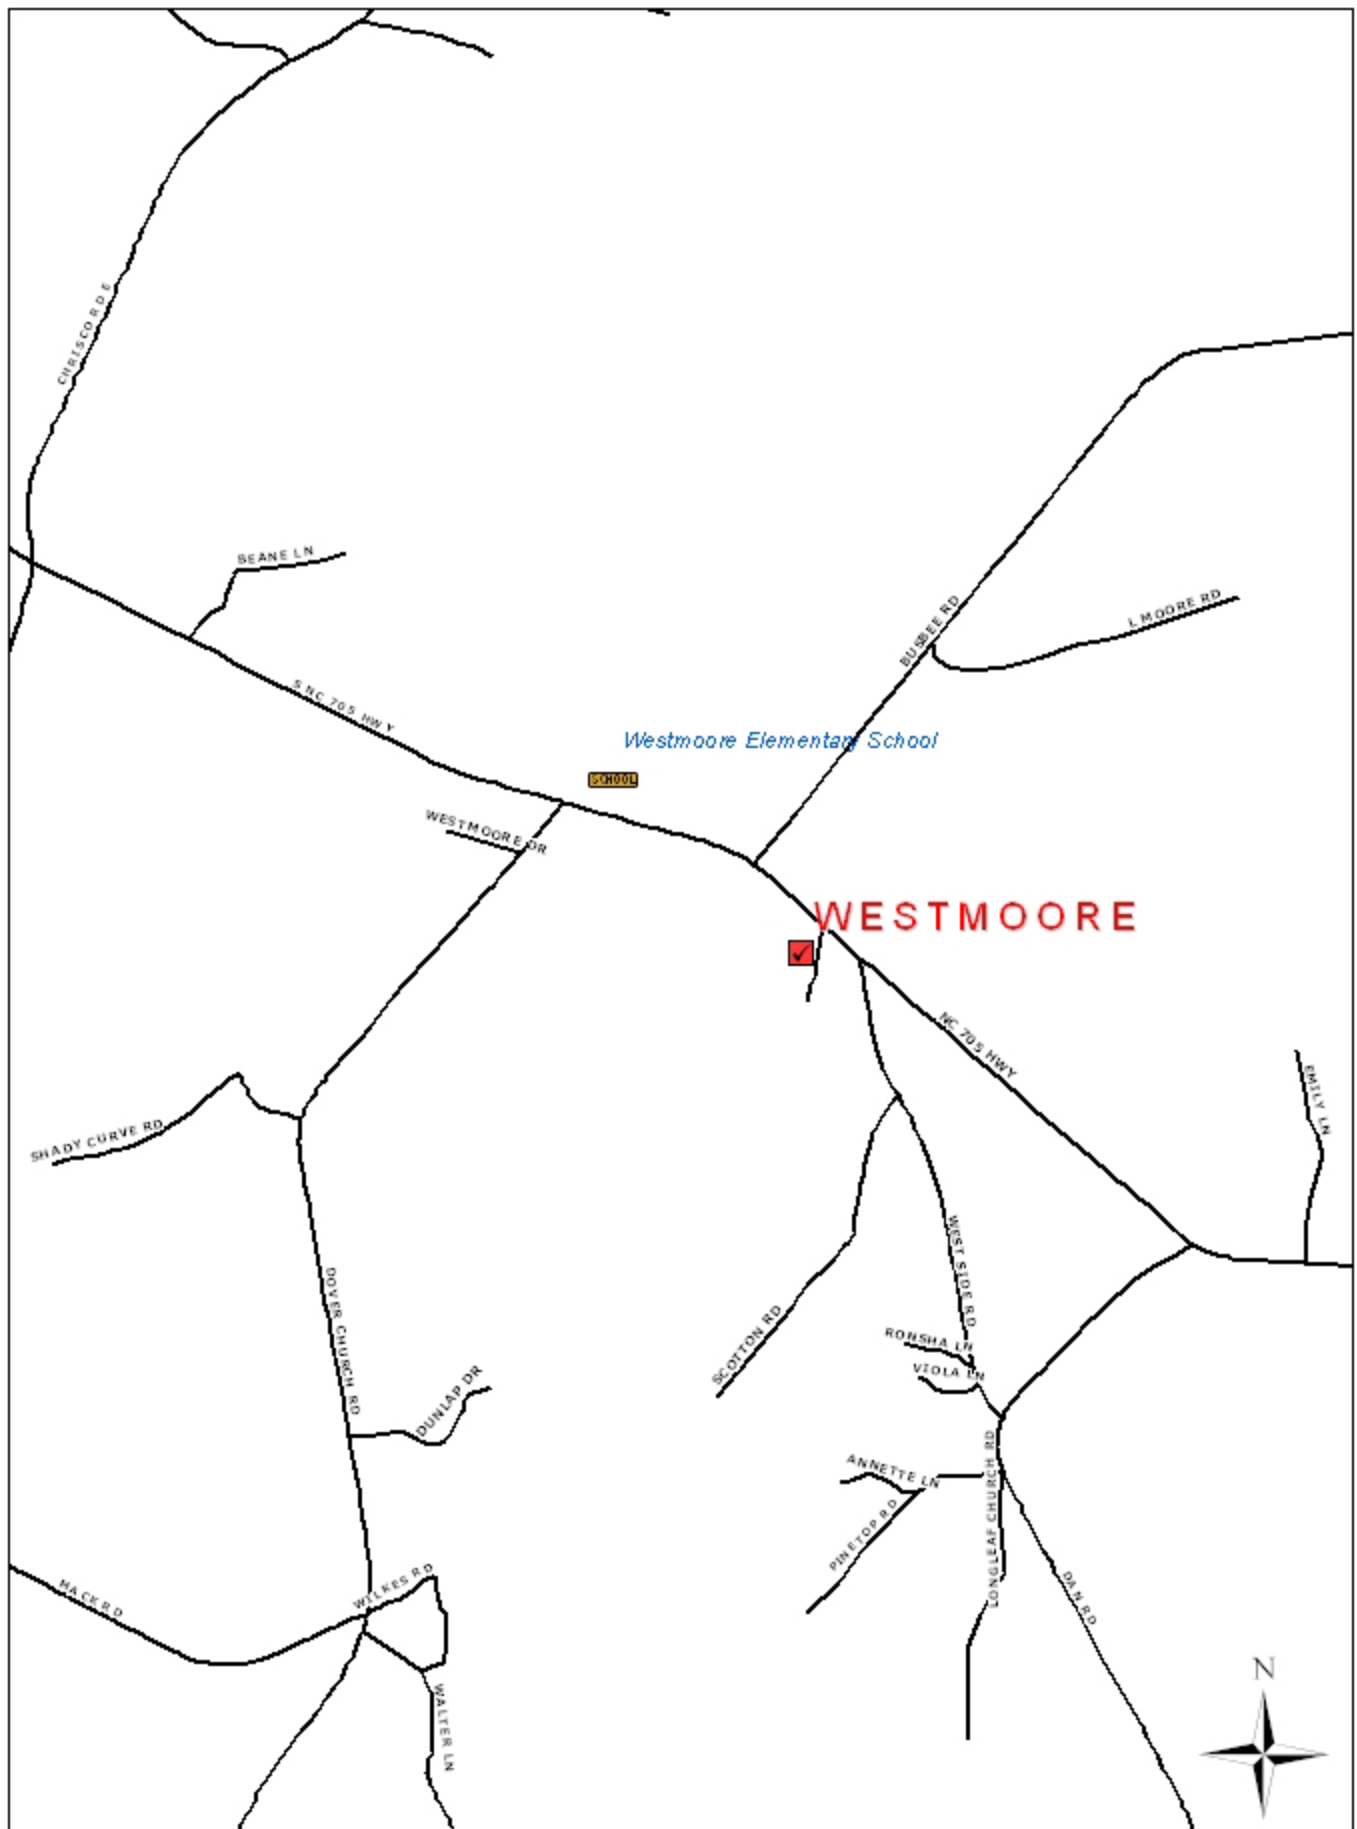 CHRISCO RD E
BEANE LN
L MOORE RD
BUSBEE RD
S NC 705 HWY
Westmoore Elementary School
SCHOOL
WESTMOORE DR
WESTMOORE
NC 705 HWY
EMILY LN
SHADY CURVE RD
WEST SIDE RD
DOVER CHURCH RD
SCOTTON RD
RONSHA LN
VIOLA LN
DUNLAP DR
LONGLEAF CHURCH RD
ANNETTE LN
PINETOP RD
WILKES RD
MACK RD
DAN RD
N
WALTER LN